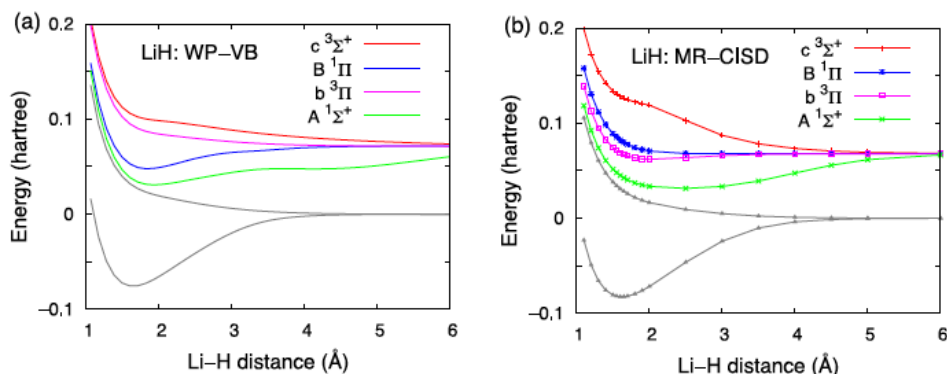 (a)
LiH: WP–VB
c ³Σ⁺
B ¹Π
b ³Π
A ¹Σ⁺
Energy (hartree)
0.2
0.1
0
–0.1
1 2 3 4 5 6
Li–H distance (Å)
(b)
LiH: MR–CISD
c ³Σ⁺
B ¹Π
b ³Π
A ¹Σ⁺
Energy (hartree)
0.2
0.1
0
–0.1
1 2 3 4 5 6
Li–H distance (Å)